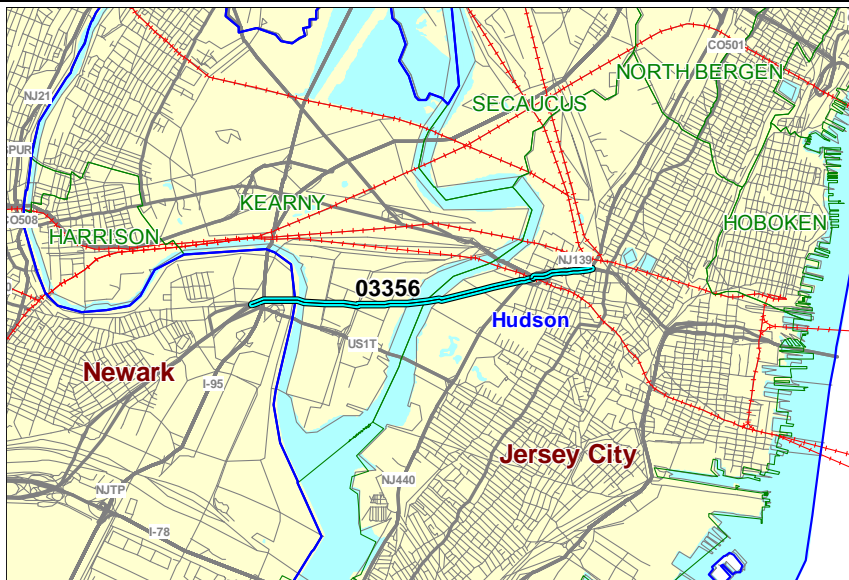 CO501
NORTH BERGEN
NJ21
SECAUCUS
SPUR
KEARNY
CO508
HARRISON
HOBOKEN
NJ139
03356
Hudson
US1T
Newark
I-95
Jersey City
NJ440
NJTP
I-78